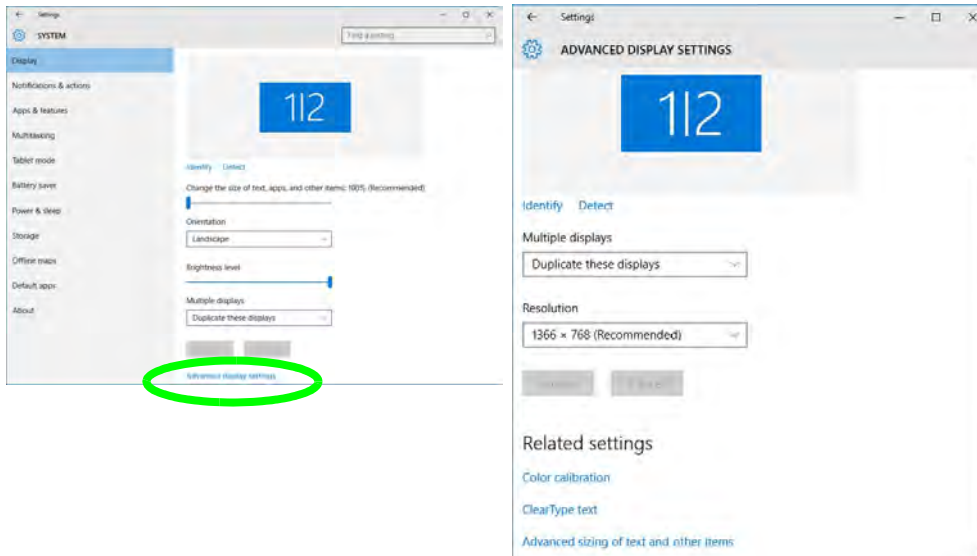 Settings
SYSTEM
Find a setting
Display
Notifications & actions
Apps & features
Multitasking
Tablet mode
Battery saver
Power & sleep
Storage
Offline maps
Default apps
About
1|2
Identify Detect
Change the size of text, apps, and other items: 100% (Recommended)
Orientation
Landscape
Brightness level
Multiple displays
Duplicate these displays
Advanced display settings
Settings
ADVANCED DISPLAY SETTINGS
1|2
Identify Detect
Multiple displays
Duplicate these displays
Resolution
1366 × 768 (Recommended)
Related settings
Color calibration
ClearType text
Advanced sizing of text and other items